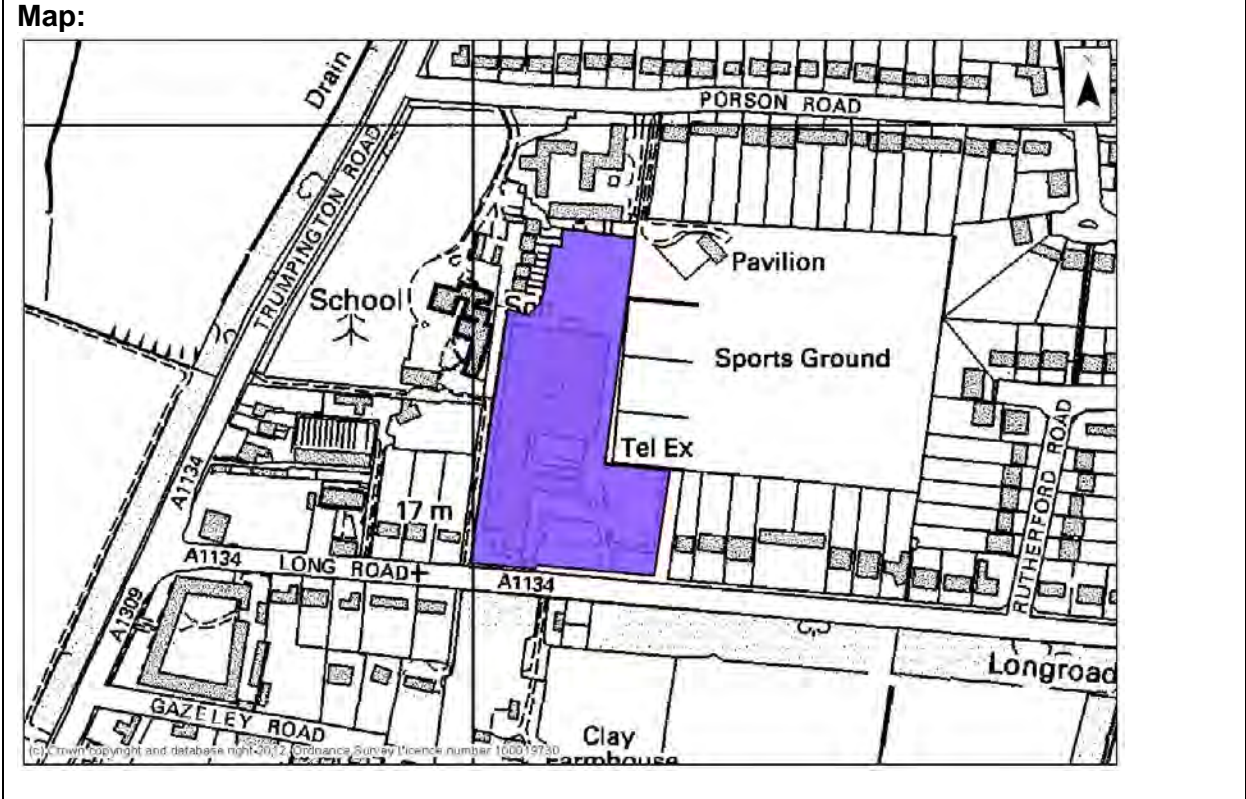 Map:
Drain
PORSON ROAD
TRUMPINGTON ROAD
Pavilion
School
Sports Ground
Tel Ex
RUTHERFORD ROAD
A1134
17 m
A1134
LONG ROAD
A1134
A1309
Longroad
GAZELEY ROAD
Clay
Farmhouse
(c) Crown copyright and database right 2012. Ordnance Survey Licence number 100019730